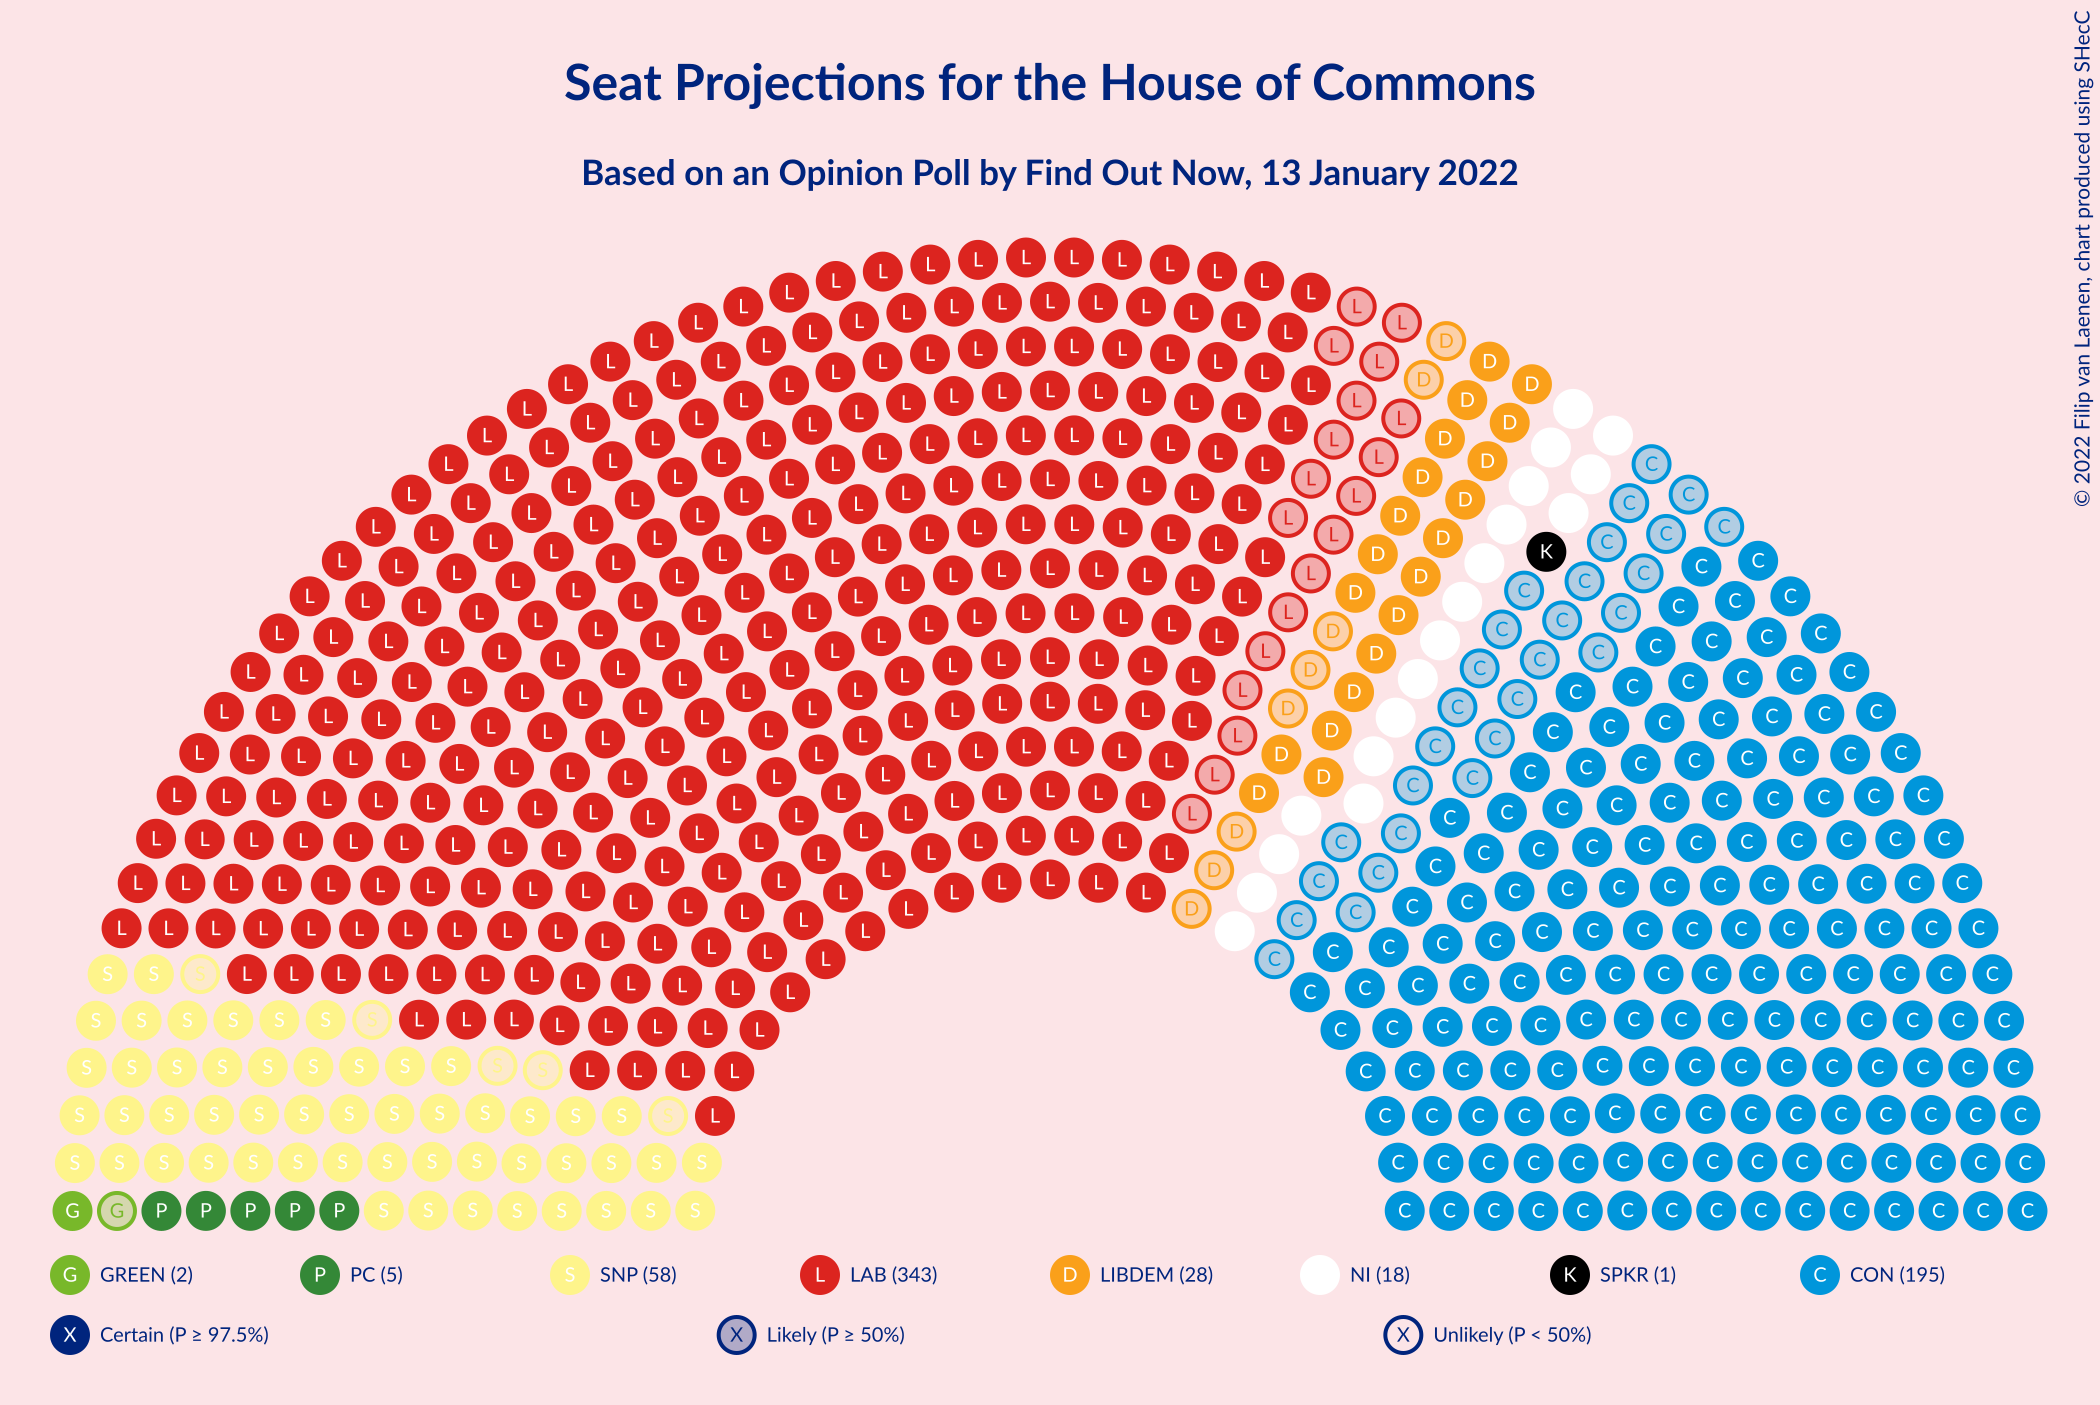 Seat Projections for the House of Commons
Based on an Opinion Poll by Find Out Now, 13 January 2022
© 2022 Filip van Laenen, chart produced using SHecC
G GREEN (2)
P PC (5)
S SNP (58)
L LAB (343)
D LIBDEM (28)
NI (18)
K SPKR (1)
C CON (195)
X Certain (P ≥ 97.5%)
X Likely (P ≥ 50%)
X Unlikely (P < 50%)